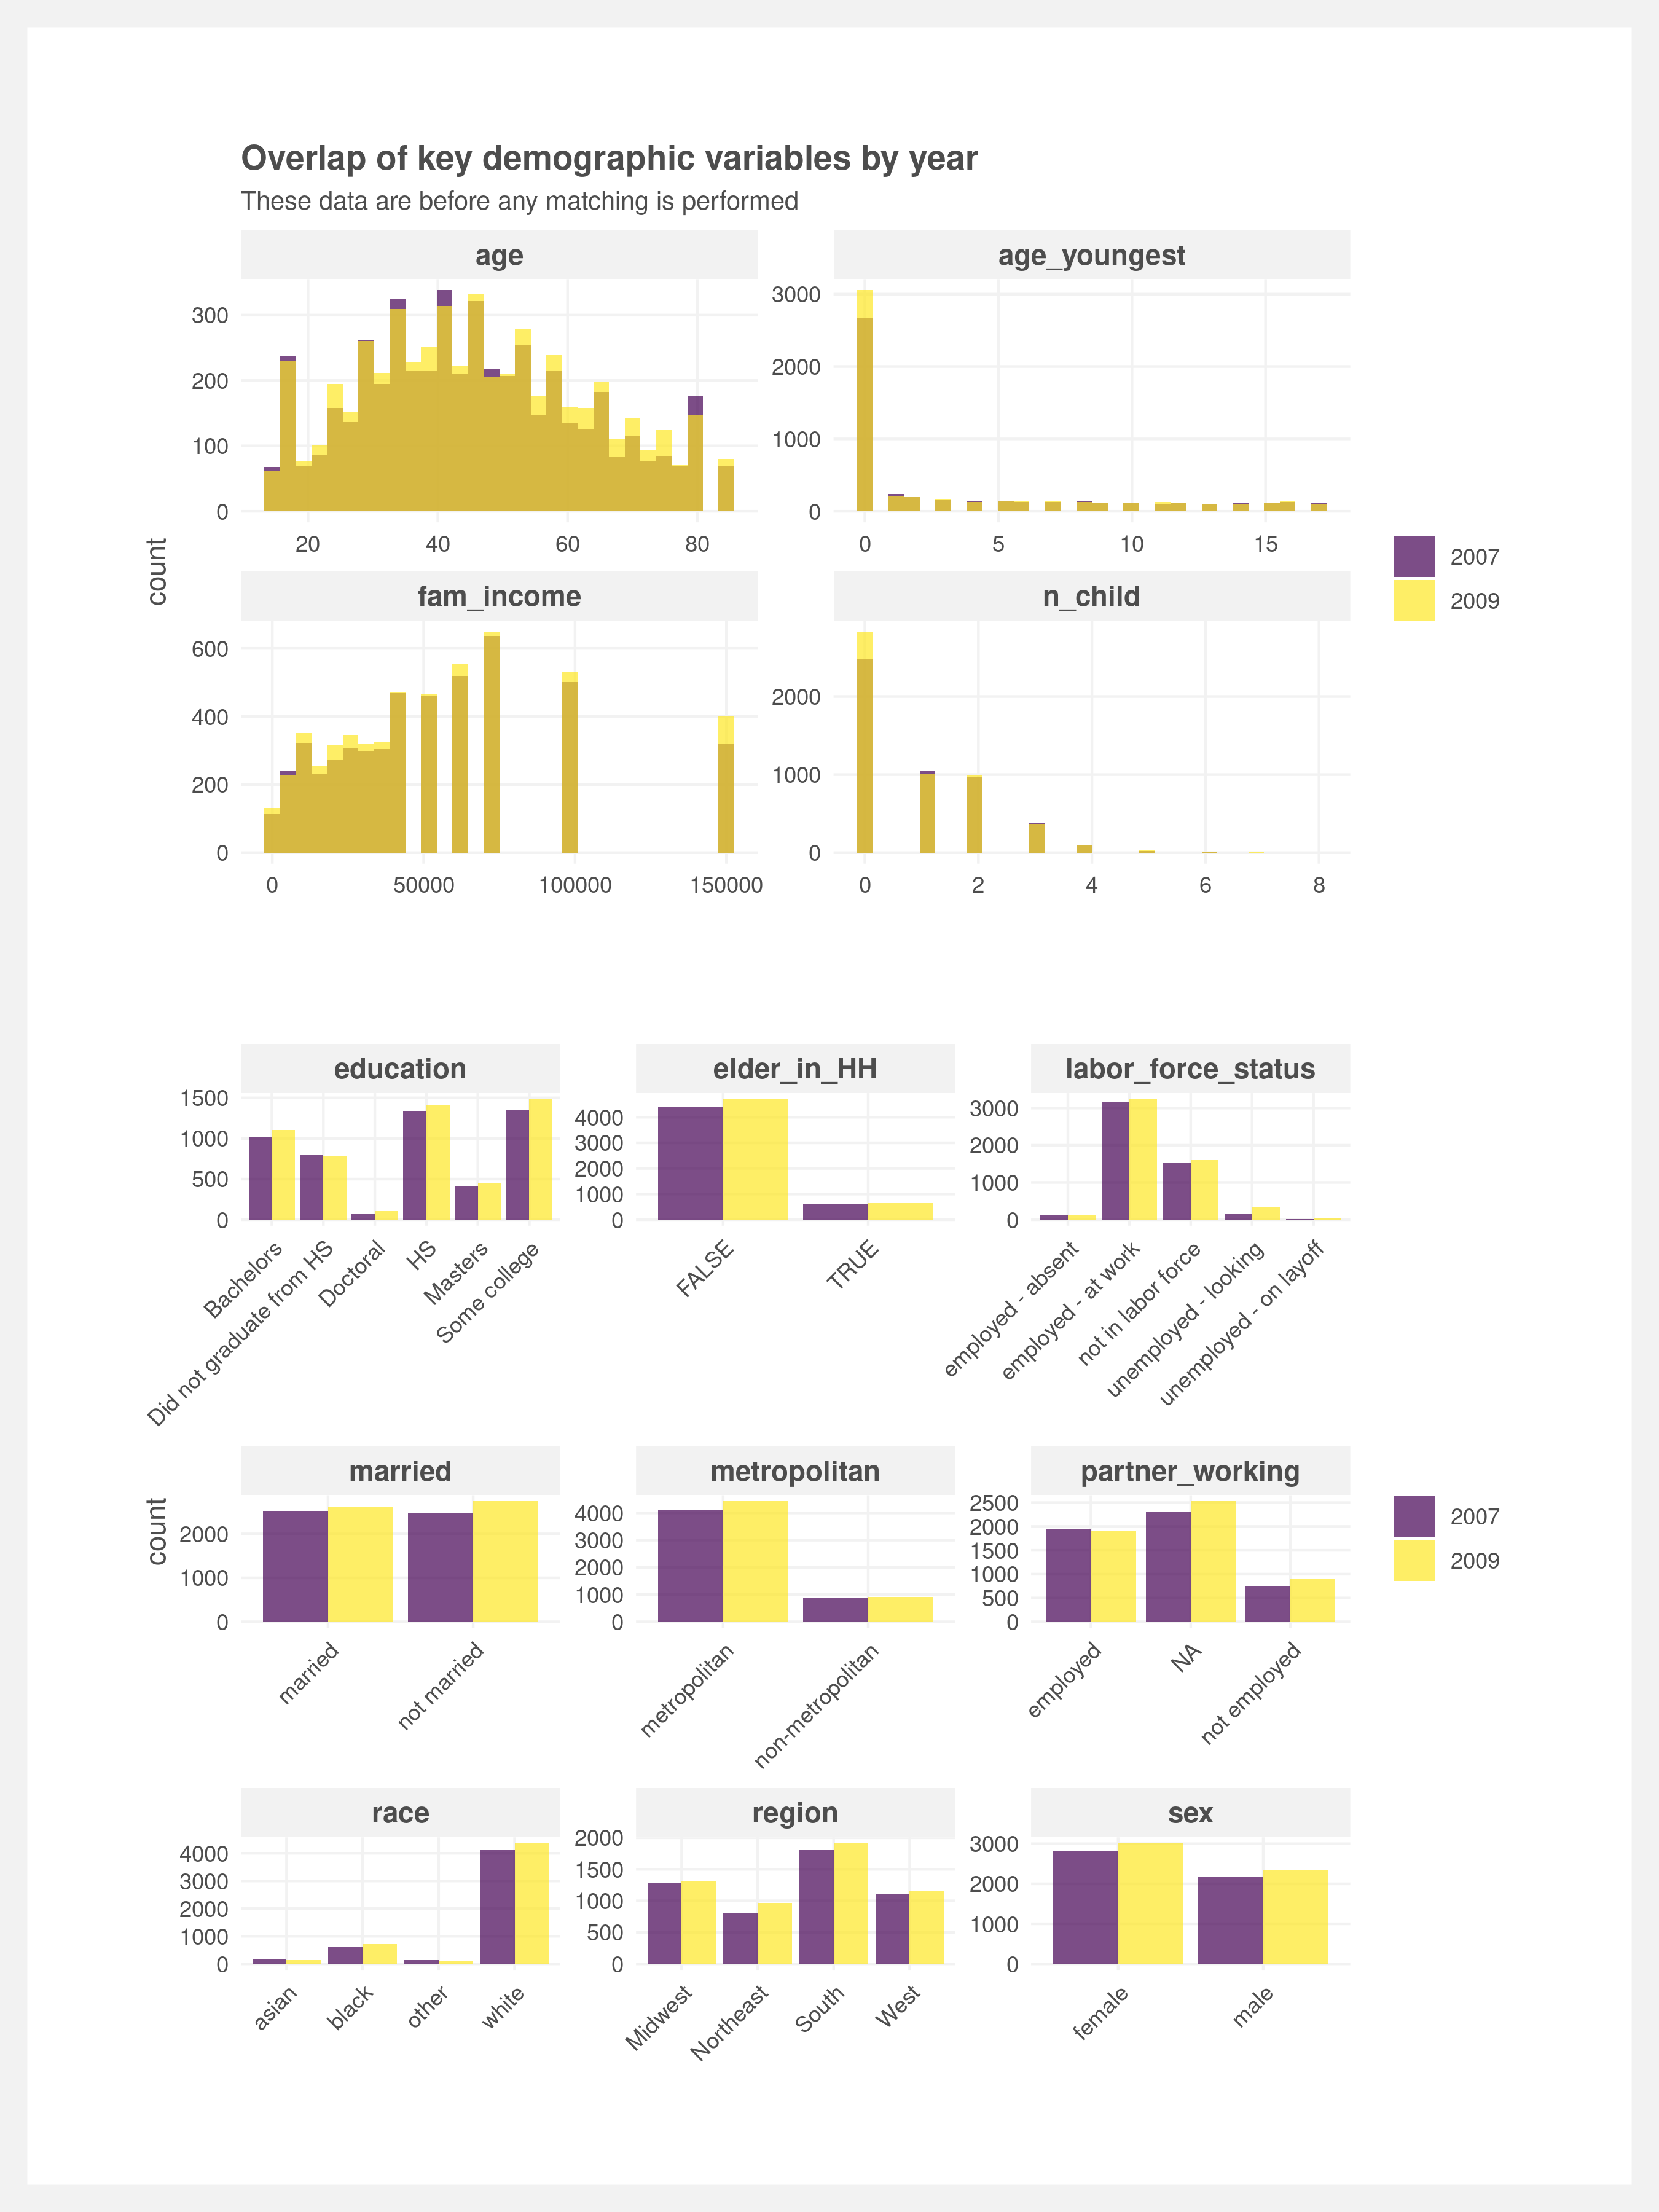 Overlap of key demographic variables by year
These data are before any matching is performed
count
age
300
200
100
0
20 40 60 80
age_youngest
3000
2000
1000
0
0 5 10 15
fam_income
600
400
200
0
0 50000 100000 150000
n_child
2000
1000
0
0 2 4 6 8
2007
2009
count
education
1500
1000
500
0
Bachelors
Did not graduate from HS
Doctoral
HS
Masters
Some college
elder_in_HH
4000
3000
2000
1000
0
FALSE
TRUE
labor_force_status
3000
2000
1000
0
employed - absent
employed - at work
not in labor force
unemployed - looking
unemployed - on layoff
married
2000
1000
0
married
not married
metropolitan
4000
3000
2000
1000
0
metropolitan
non-metropolitan
partner_working
2500
2000
1500
1000
500
0
employed
NA
not employed
2007
2009
race
4000
3000
2000
1000
0
asian
black
other
white
region
2000
1500
1000
500
0
Midwest
Northeast
South
West
sex
3000
2000
1000
0
female
male